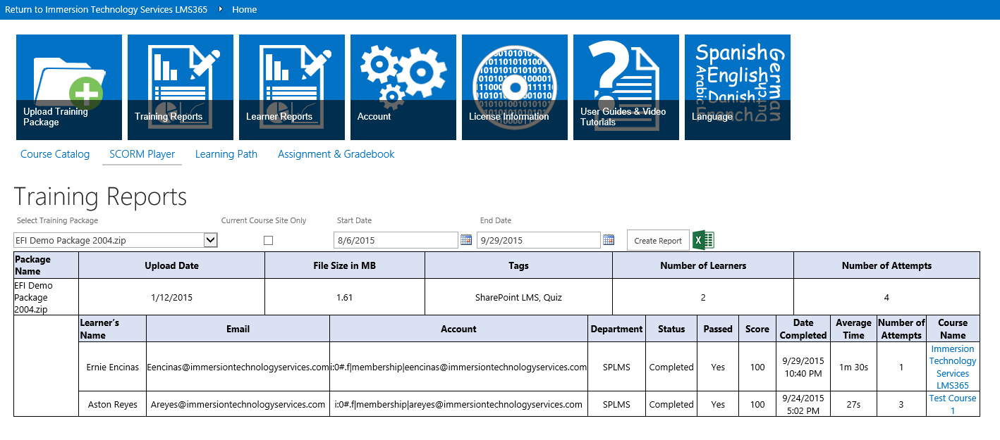 Return to Immersion Technology Services LMS365 Home
Upload Training
Package
Training Reports
Learner Reports
010101010
1011010101001
Account
License Information
User Guides & Video
Tutorials
Spanish
English
Danish
French
Arabic
German
Dutch
Language
Course Catalog SCORM Player Learning Path Assignment & Gradebook
Training Reports
Select Training Package Current Course Site Only Start Date End Date
EFI Demo Package 2004.zip 8/6/2015 9/29/2015 Create Report
Package
Name
Upload Date
File Size in MB
Tags
Number of Learners
Number of Attempts
EFI Demo
Package
2004.zip
1/12/2015
1.61
SharePoint LMS, Quiz
2
4
Learner’s
Name
Email
Account
Department
Status
Passed
Score
Date
Completed
Average
Time
Number of
Attempts
Course
Name
Ernie Encinas
Eencinas@immersiontechnologyservices.com
i:0#.f|membership|eencinas@immersiontechnologyservices.com
SPLMS
Completed
Yes
100
9/29/2015
10:40 PM
1m 30s
1
Immersion
Technology
Services
LMS365
Aston Reyes
Areyes@immersiontechnologyservices.com
i:0#.f|membership|areyes@immersiontechnologyservices.com
SPLMS
Completed
Yes
100
9/24/2015
5:02 PM
27s
3
Test Course
1